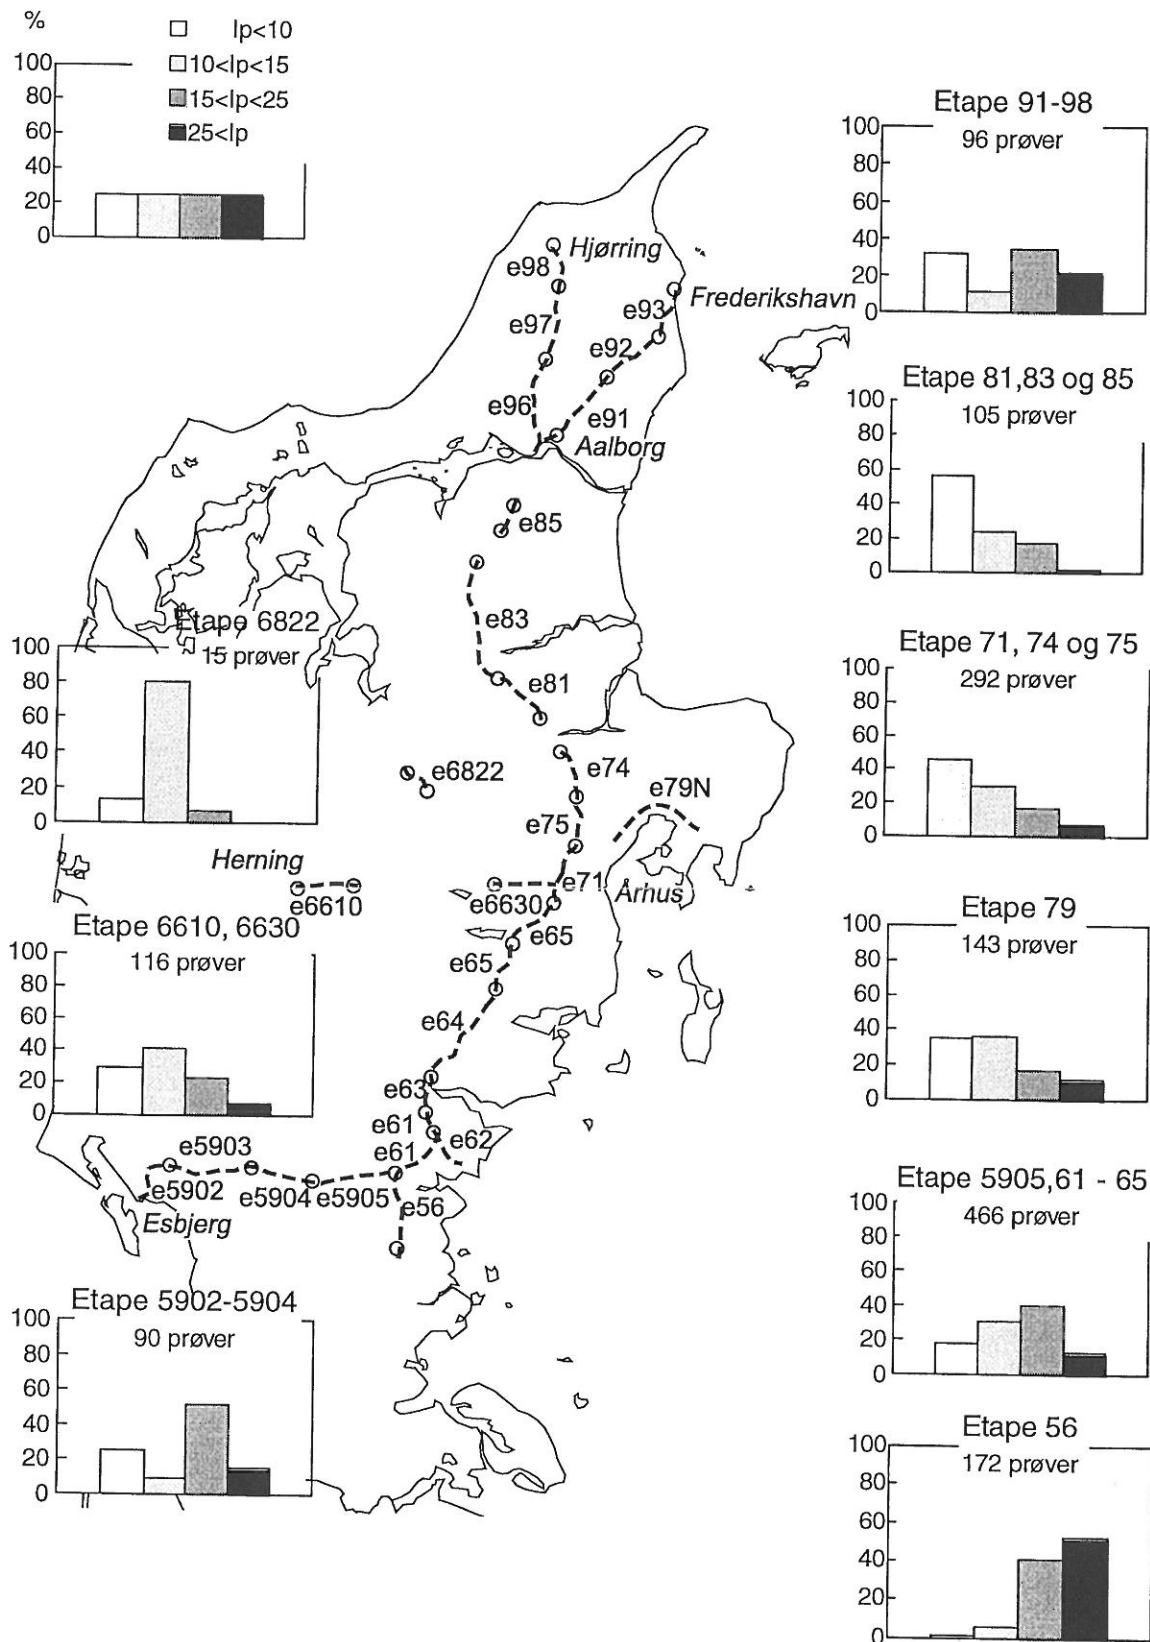 %
Ip<10
10<Ip<15
15<Ip<25
25<Ip
100
80
60
40
20
0
Etape 91-98
96 prøver
100
80
60
40
20
0
Hjørring
e98
Frederikshavn
e93
e97
e92
e96
e91
Aalborg
Etape 81,83 og 85
105 prøver
100
80
60
40
20
0
e85
e83
e81
Etape 6822
15 prøver
100
80
60
40
20
0
Etape 71, 74 og 75
292 prøver
100
80
60
40
20
0
e6822
e74
e79N
e75
Herning
e6610
e71
e6630
Århus
e65
e65
e64
Etape 6610, 6630
116 prøver
100
80
60
40
20
0
Etape 79
143 prøver
100
80
60
40
20
0
e63
e61
e62
e61
e5903
e5902
e5904
e5905
e56
Esbjerg
Etape 5905,61 - 65
466 prøver
100
80
60
40
20
0
Etape 5902-5904
90 prøver
100
80
60
40
20
0
Etape 56
172 prøver
100
80
60
40
20
0